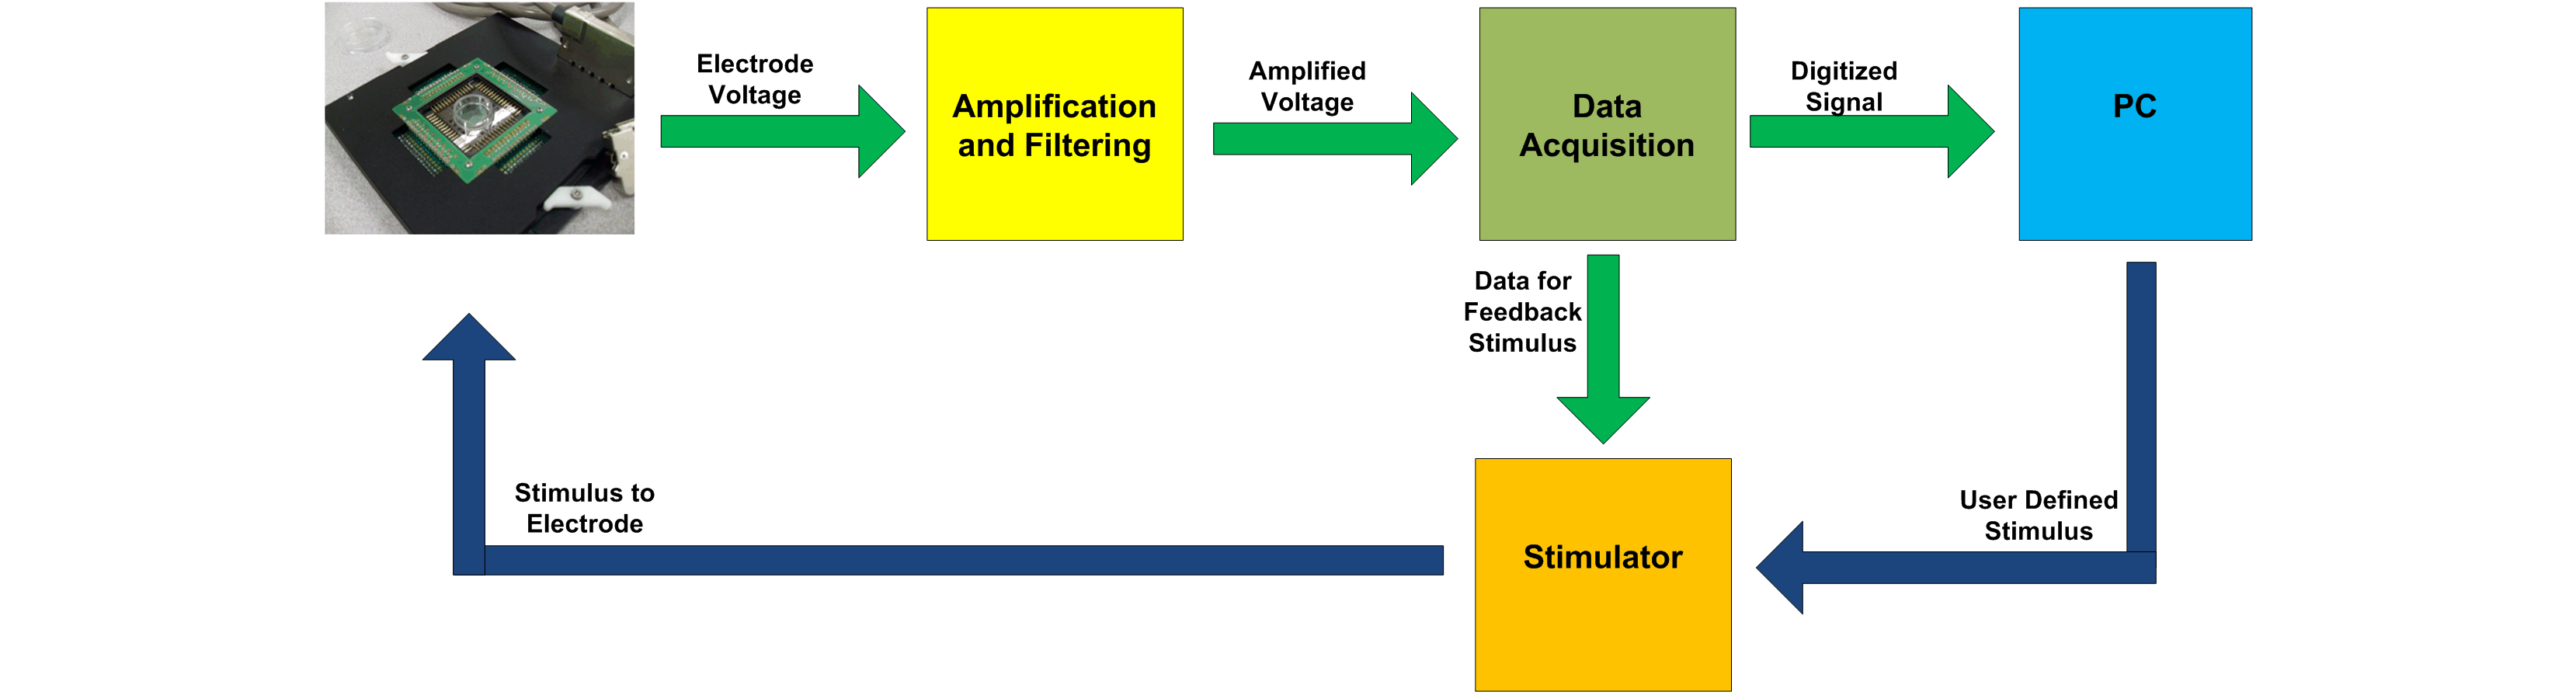 Electrode
Voltage
Amplification
and Filtering
Amplified
Voltage
Data
Acquisition
Digitized
Signal
PC
Data for
Feedback
Stimulus
Stimulus to
Electrode
Stimulator
User Defined
Stimulus